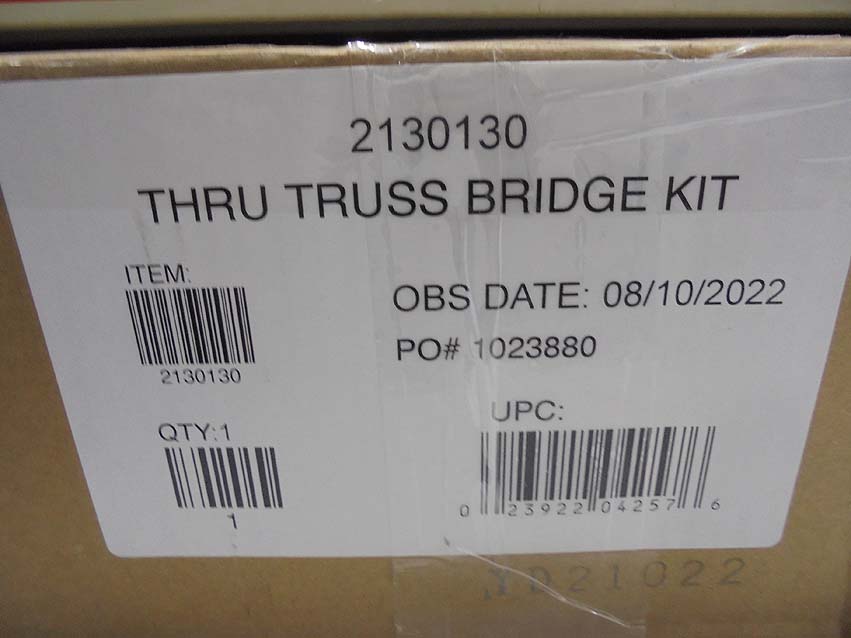 2130130
THRU TRUSS BRIDGE KIT
ITEM:
2130130
OBS DATE: 08/10/2022
PO# 1023880
QTY:1
1
UPC:
0 23922 04257 6
YD21022